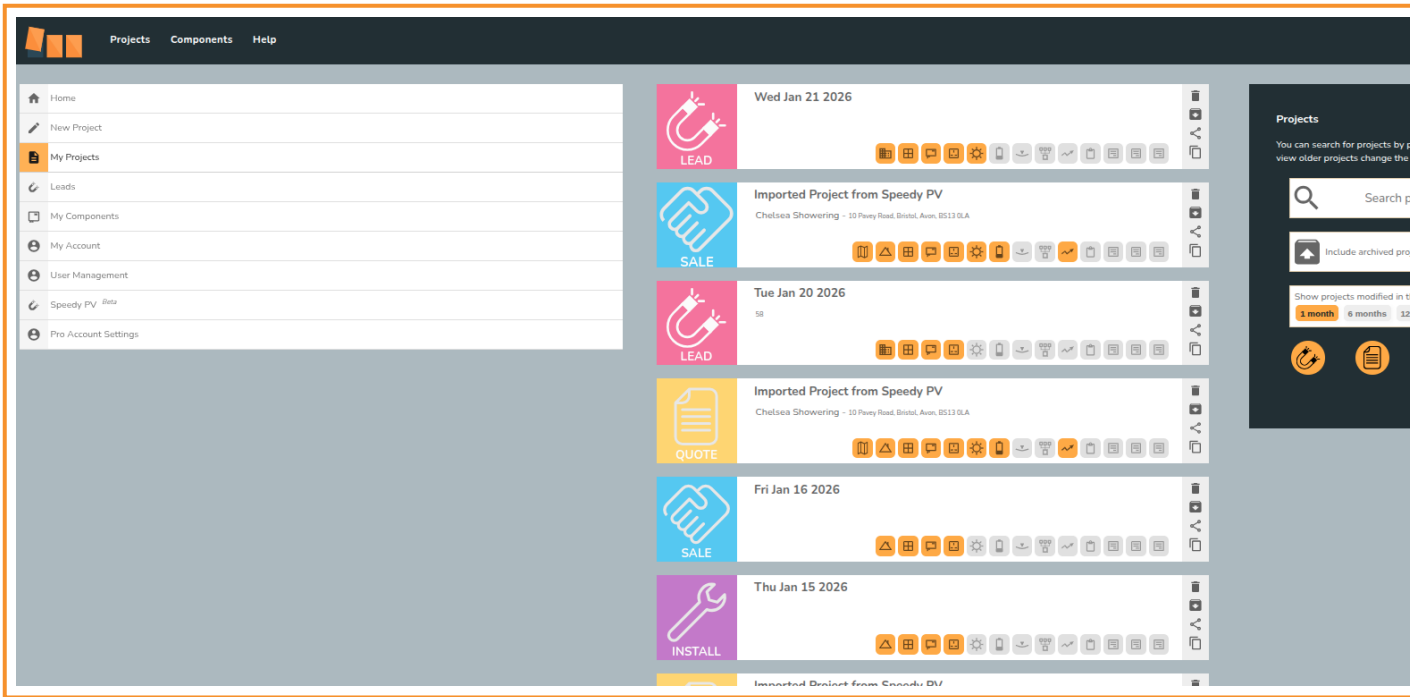 Projects Components Help
Home
New Project
My Projects
Leads
My Components
My Account
User Management
Speedy PV Beta
Pro Account Settings
Wed Jan 21 2026
LEAD
Imported Project from Speedy PV
Chelsea Showering - 10 Pavey Road, Bristol, Avon, BS13 0LA
SALE
Tue Jan 20 2026
58
LEAD
Imported Project from Speedy PV
Chelsea Showering - 10 Pavey Road, Bristol, Avon, BS13 0LA
QUOTE
Fri Jan 16 2026
SALE
Thu Jan 15 2026
INSTALL
Imported Project from Speedy PV
Projects
You can search for projects by p
view older projects change the
Search p
Include archived pro
Show projects modified in t
1 month 6 months 12